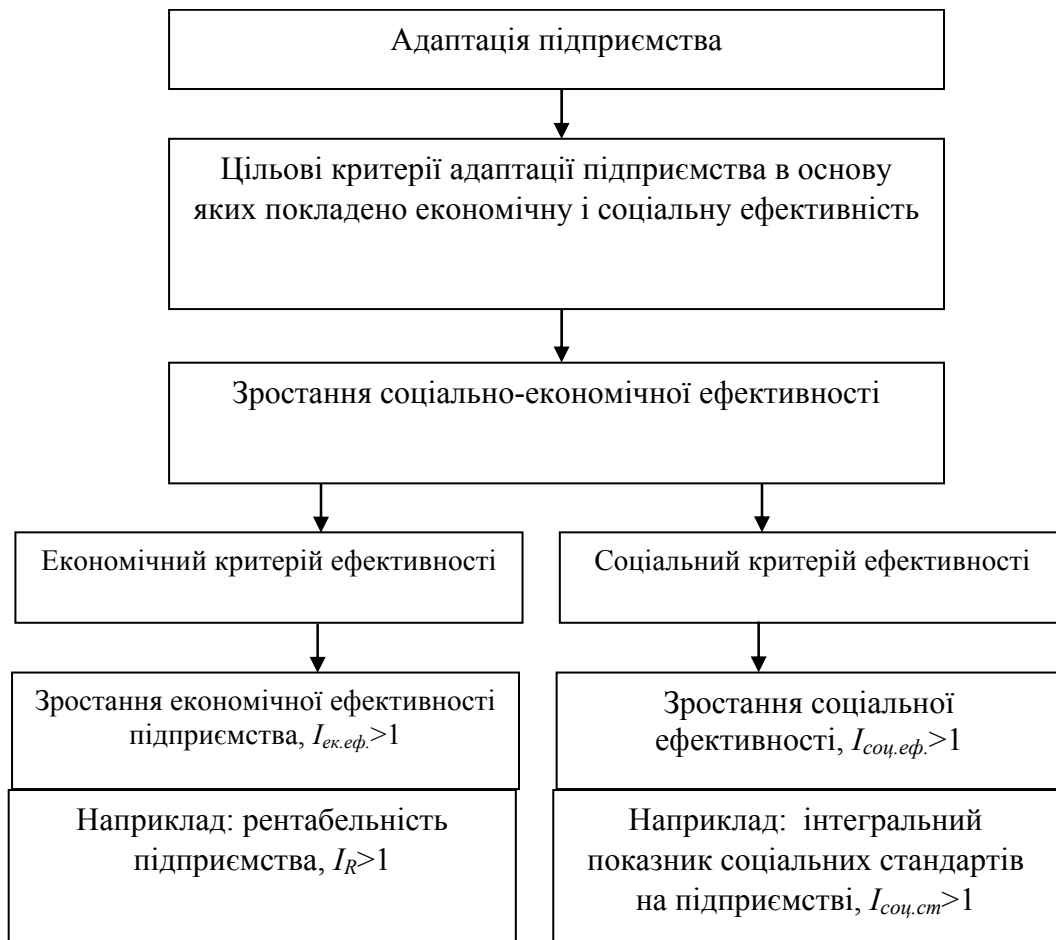 Адаптація підприємства
Цільові критерії адаптації підприємства в основу
яких покладено економічну і соціальну ефективність
Зростання соціально-економічної ефективності
Економічний критерій ефективності
Соціальний критерій ефективності
Зростання економічної ефективності
підприємства, Iек.еф.>1
Зростання соціальної
ефективності, Iсоц.еф.>1
Наприклад: рентабельність
підприємства, IR>1
Наприклад: інтегральний
показник соціальних стандартів
на підприємстві, Iсоц.ст>1